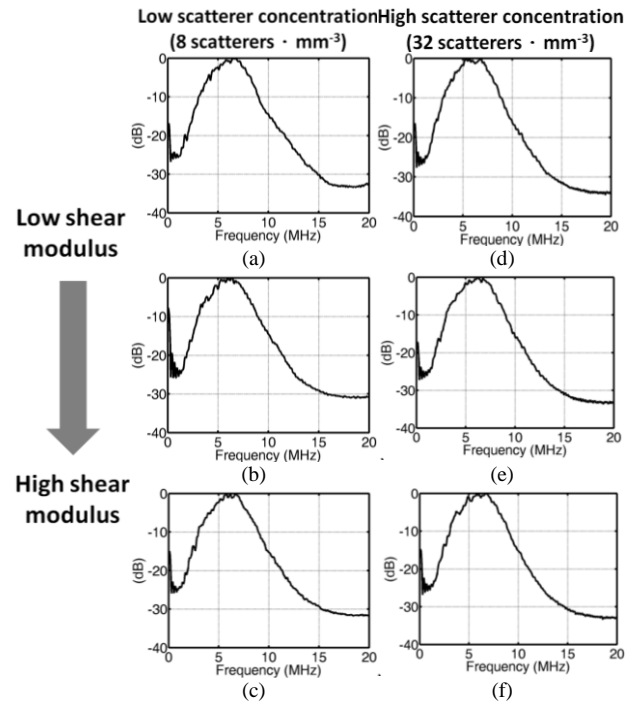 Low scatterer concentration High scatterer concentration
(8 scatterers · mm-3) (32 scatterers · mm-3)
Low shear
modulus
High shear
modulus
0
-10
-20
-30
-40
(dB)
0 5 10 15 20
Frequency (MHz)
(a)
0
-10
-20
-30
-40
(dB)
0 5 10 15 20
Frequency (MHz)
(d)
0
-10
-20
-30
-40
(dB)
0 5 10 15 20
Frequency (MHz)
(b)
0
-10
-20
-30
-40
(dB)
0 5 10 15 20
Frequency (MHz)
(e)
0
-10
-20
-30
-40
(dB)
0 5 10 15 20
Frequency (MHz)
(c)
0
-10
-20
-30
-40
(dB)
0 5 10 15 20
Frequency (MHz)
(f)